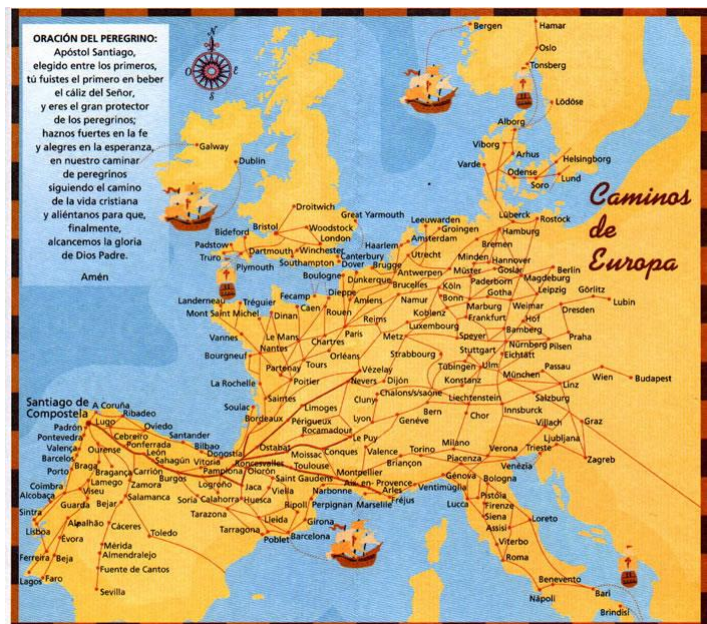 ORACIÓN DEL PEREGRINO:
Apóstol Santiago,
elegido entre los primeros,
tú fuistes el primero en beber
el cáliz del Señor,
y eres el gran protector
de los peregrinos;
haznos fuertes en la fe
y alegres en la esperanza,
en nuestro caminar
de peregrinos
siguiendo el camino
de la vida cristiana
y aliéntanos para que,
finalmente,
alcancemos la gloria
de Dios Padre.
Amén
N
O
E
S
Caminos
de
Europa
Bergen
Hamar
Oslo
Tonsberg
Lödöse
Alborg
Viborg
Arhus
Varde
Odense
Helsingborg
Soro
Lund
Galway
Dublin
Lüberck
Rostock
Hamburg
Droitwich
Great Yarmouth
Leeuwarden
Groingen
Bremen
Bideford
Bristol
Woodstock
London
Haarlem
Amsterdam
Padstow
Dartmouth
Winchester
Canterbury
Utrecht
Minden
Hannover
Truro
Plymouth
Southampton
Dover
Brugge
Antwerpen
Müster
Goslar
Berlin
Boulogne
Dunkerque
Brucelles
Paderborg
Magdeburg
Landerneau
Tréguier
Fecamp
Dieppe
Amiens
Namur
Köln
Bonn
Gotha
Leipzig
Görlitz
Mont Saint Michel
Dinan
Caen
Rouen
Reims
Koblenz
Marburg
Weimar
Dresden
Lubin
Vannes
Le Mans
Chartres
Paris
Luxembourg
Frankfurt
Hof
Bamberg
Praha
Bourgneuf
Nantes
Orléans
Metz
Speyer
Nürnberg
Pilsen
Partenay
Tours
Strabbourg
Stuttgart
Eichtätt
La Rochelle
Poitier
Vézelay
Nevers
Dijón
Tübingen
Ulm
München
Passau
Saintes
Chalons/s/saône
Konstanz
Linz
Wien
Budapest
Soulac
Limoges
Cluny
Liechtenstein
Salzburg
Bordeaux
Périgueux
Lyon
Bern
Chor
Innsburck
Rocamadour
Genéve
Villach
Graz
Santiago de
Compostela
A Coruña
Ribadeo
Le Puy
Ljubljana
Padrón
Lugo
Oviedo
Ostabat
Moissac
Conques
Valence
Torino
Milano
Verona
Trieste
Pontevedra
Cebreiro
Santander
Bilbao
Briançon
Piacenza
Zagreb
Valença
Ourense
Ponferrada
León
Donostia
Roncesvalles
Toulouse
Venézia
Barcelos
Sahagún
Vitoria
Olorón
Montpellier
Génova
Bologna
Porto
Braga
Bragança
Carrión
Burgos
Pamplona
Saint Gaudens
Aix-en-Provence
Ventimüglia
Coimbra
Lamego
Zamora
Logroño
Jaca
Viella
Narbonne
Arles
Pistóia
Alcobaça
Viseu
Salamanca
Soria
Calahorra
Huesca
Ripoll
Perpignan
Marseille
Fréjus
Lucca
Firenze
Guarda
Bejar
Tarazona
Lleida
Girona
Siena
Loreto
Sintra
Alpalhão
Cáceres
Toledo
Tarragona
Barcelona
Assisi
Lisboa
Évora
Mérida
Poblet
Viterbo
Ferreira
Beja
Almendralejo
Roma
Lagos
Faro
Fuente de Cantos
Benevento
Bari
Sevilla
Nápoli
Brindisi